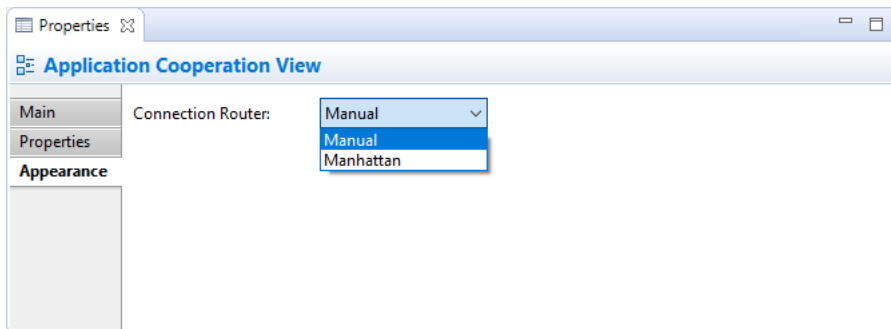 Properties
Application Cooperation View
Main
Connection Router:
Manual
Properties
Manual
Manhattan
Appearance